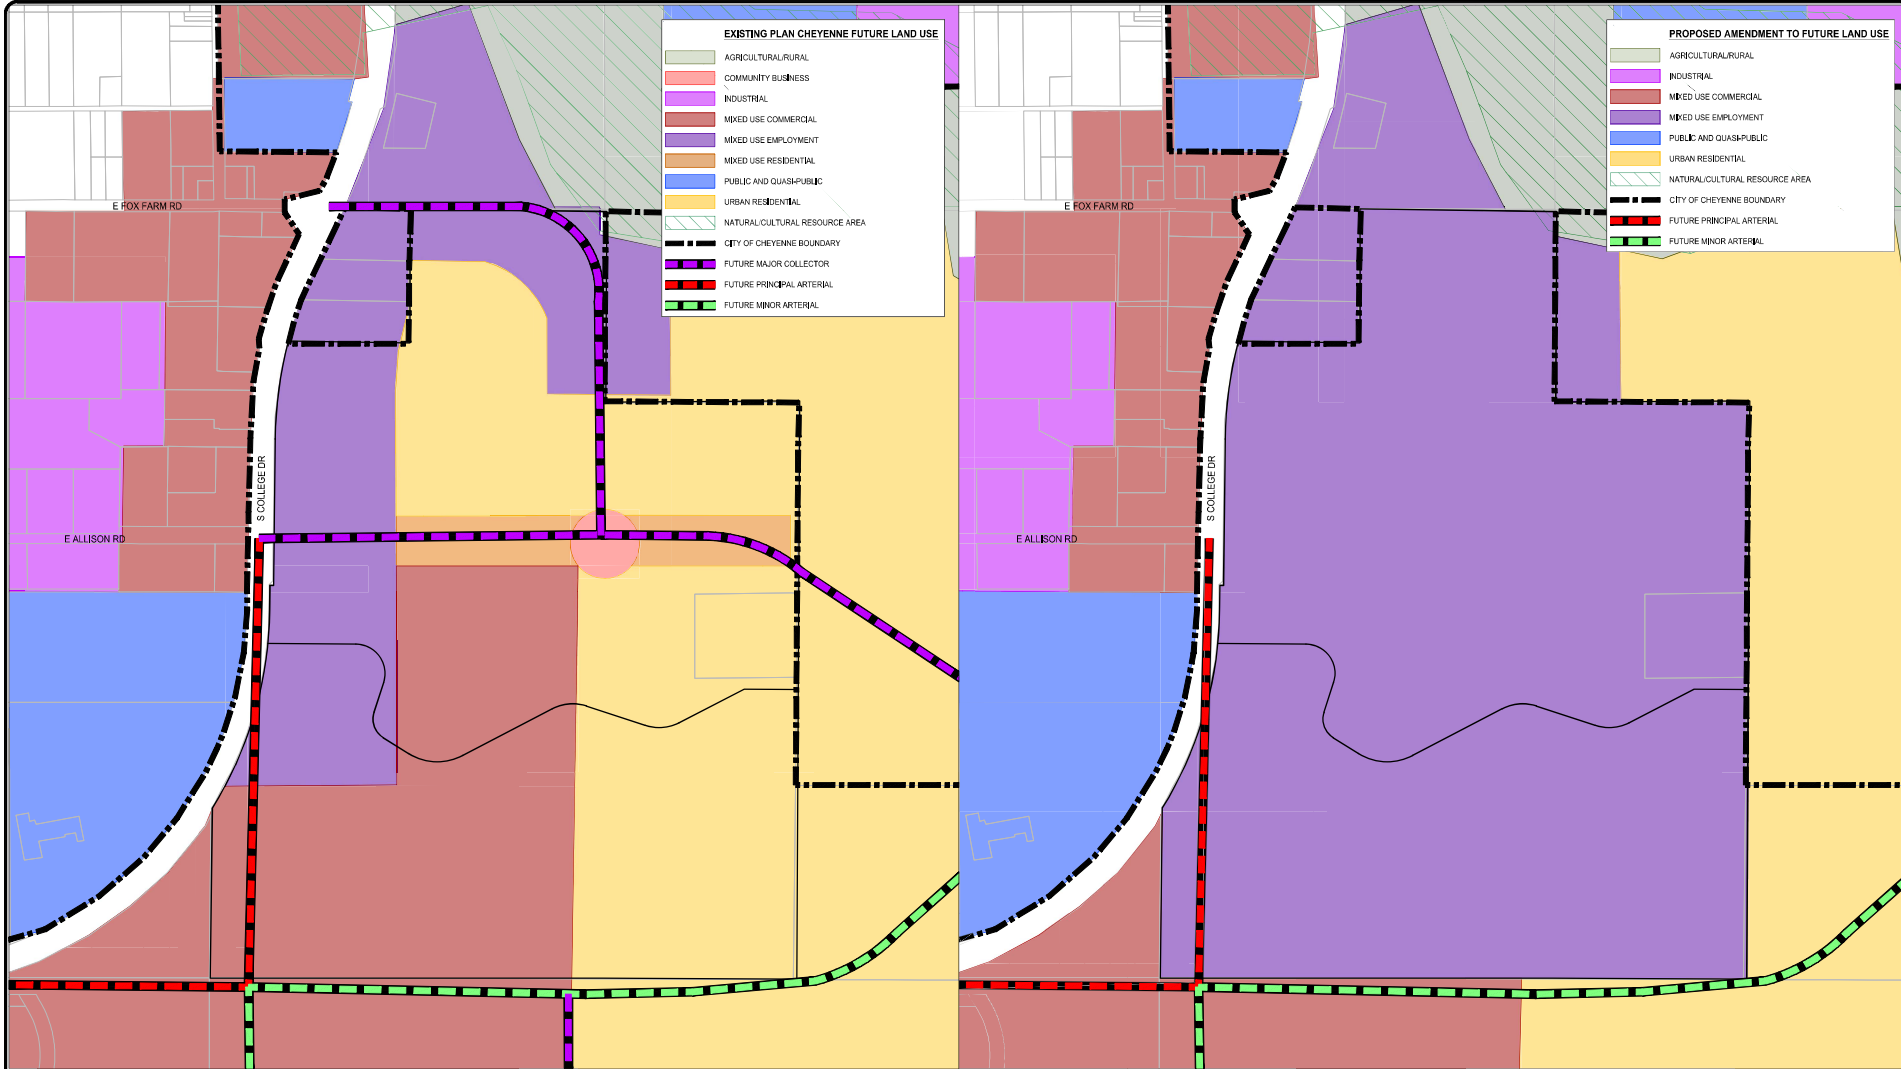 EXISTING PLAN CHEYENNE FUTURE LAND USE
AGRICULTURAL/RURAL
COMMUNITY BUSINESS
INDUSTRIAL
MIXED USE COMMERCIAL
MIXED USE EMPLOYMENT
MIXED USE RESIDENTIAL
PUBLIC AND QUASI-PUBLIC
URBAN RESIDENTIAL
NATURAL/CULTURAL RESOURCE AREA
CITY OF CHEYENNE BOUNDARY
FUTURE MAJOR COLLECTOR
FUTURE PRINCIPAL ARTERIAL
FUTURE MINOR ARTERIAL
E FOX FARM RD
S COLLEGE DR
E ALLISON RD
PROPOSED AMENDMENT TO FUTURE LAND USE
AGRICULTURAL/RURAL
INDUSTRIAL
MIXED USE COMMERCIAL
MIXED USE EMPLOYMENT
PUBLIC AND QUASI-PUBLIC
URBAN RESIDENTIAL
NATURAL/CULTURAL RESOURCE AREA
CITY OF CHEYENNE BOUNDARY
FUTURE PRINCIPAL ARTERIAL
FUTURE MINOR ARTERIAL
E FOX FARM RD
S COLLEGE DR
E ALLISON RD